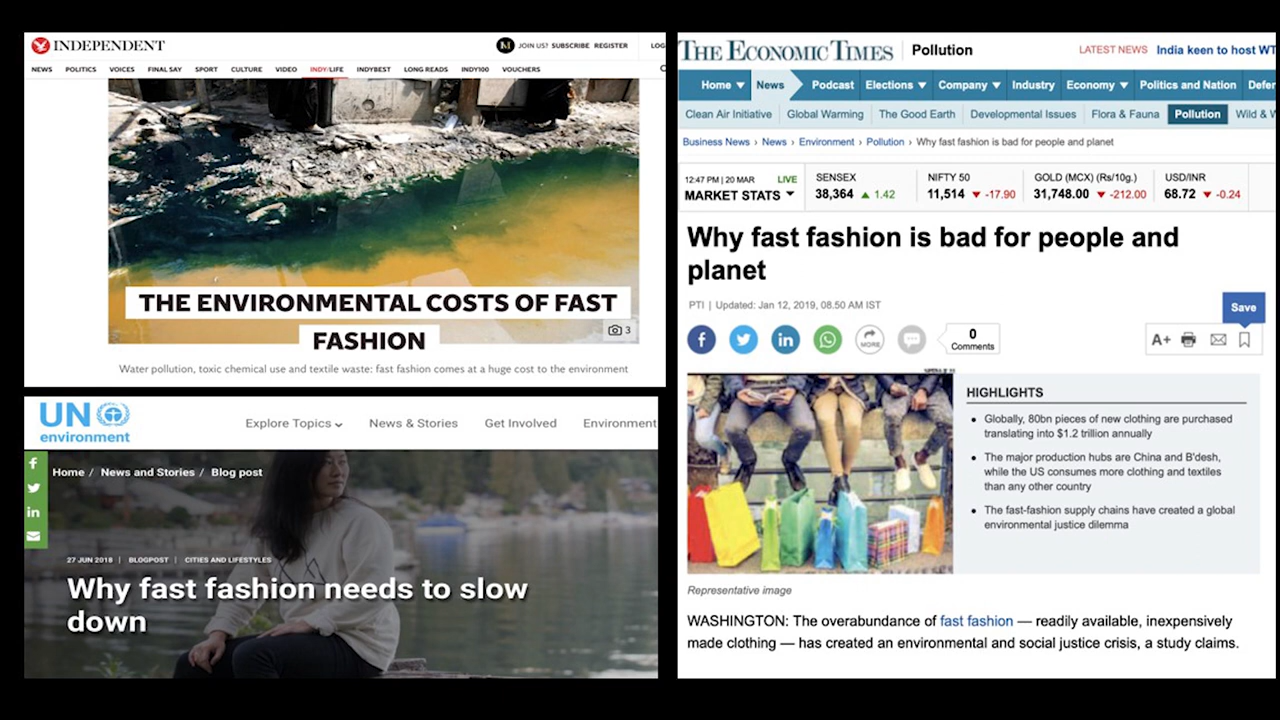 INDEPENDENT
JOIN US? SUBSCRIBE REGISTER LOG
NEWS POLITICS VOICES FINAL SAY SPORT CULTURE VIDEO INDY/LIFE INDYBEST LONG READS INDY100 VOUCHERS
THE ENVIRONMENTAL COSTS OF FAST
FASHION
3
Water pollution, toxic chemical use and textile waste: fast fashion comes at a huge cost to the environment
UN
environment
Explore Topics News & Stories Get Involved Environment
Home / News and Stories / Blog post
27 JUN 2018 | BLOGPOST | CITIES AND LIFESTYLES
Why fast fashion needs to slow
down
THE ECONOMIC TIMES Pollution
LATEST NEWS India keen to host WT
Home News Podcast Elections Company Industry Economy Politics and Nation Defen
Clean Air Initiative Global Warming The Good Earth Developmental Issues Flora & Fauna Pollution Wild & W
Business News › News › Environment › Pollution › Why fast fashion is bad for people and planet
12:47 PM | 20 MAR LIVE
MARKET STATS
SENSEX
38,364 1.42
NIFTY 50
11,514 -17.90
GOLD (MCX) (Rs/10g.)
31,748.00 -212.00
USD/INR
68.72 -0.24
Why fast fashion is bad for people and
planet
PTI | Updated: Jan 12, 2019, 08.50 AM IST
Save
MORE
0
Comments
A+
HIGHLIGHTS
• Globally, 80bn pieces of new clothing are purchased
translating into $1.2 trillion annually
• The major production hubs are China and B'desh,
while the US consumes more clothing and textiles
than any other country
• The fast-fashion supply chains have created a global
environmental justice dilemma
Representative image
WASHINGTON: The overabundance of fast fashion — readily available, inexpensively
made clothing — has created an environmental and social justice crisis, a study claims.